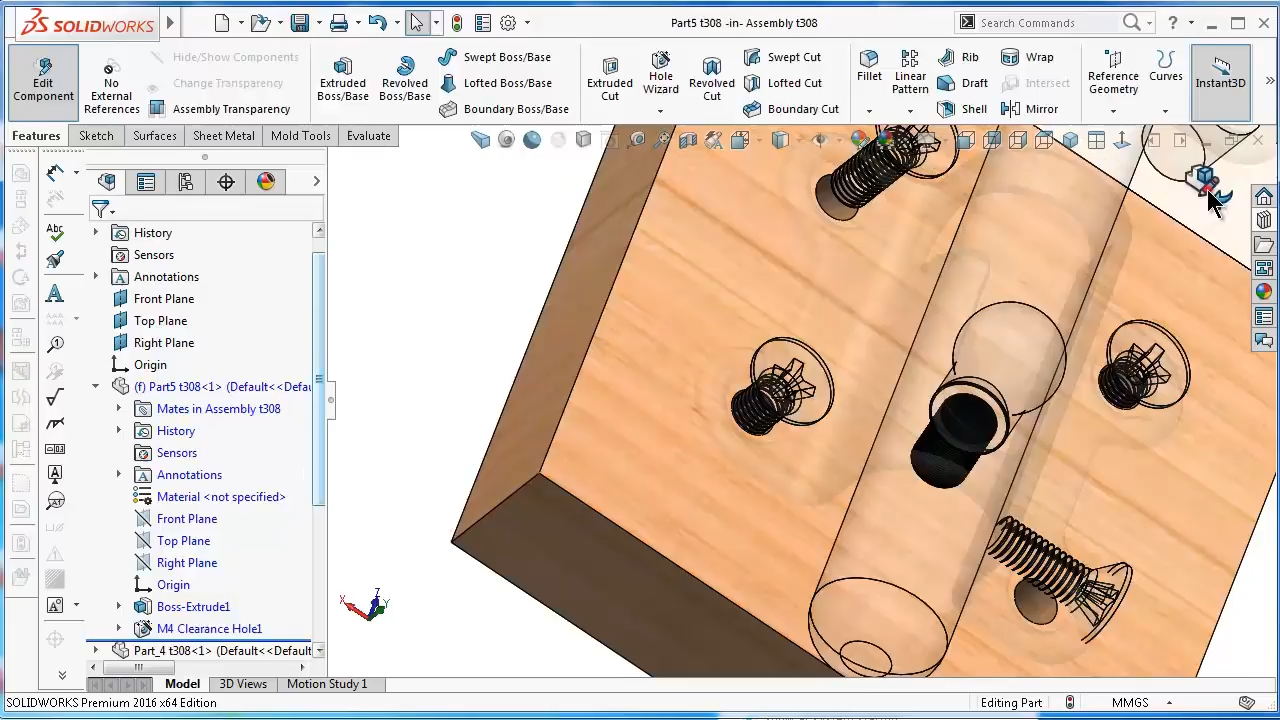 SOLIDWORKS
Part5 t308 -in- Assembly t308
Search Commands
?
Edit Component
No External References
Hide/Show Components
Change Transparency
Assembly Transparency
Extruded Boss/Base
Revolved Boss/Base
Swept Boss/Base
Lofted Boss/Base
Boundary Boss/Base
Extruded Cut
Hole Wizard
Revolved Cut
Swept Cut
Lofted Cut
Boundary Cut
Fillet
Linear Pattern
Rib
Draft
Shell
Wrap
Intersect
Mirror
Reference Geometry
Curves
Instant3D
Features
Sketch
Surfaces
Sheet Metal
Mold Tools
Evaluate
History
Sensors
Annotations
Front Plane
Top Plane
Right Plane
Origin
(f) Part5 t308<1> (Default<<Defau
Mates in Assembly t308
History
Sensors
Annotations
Material <not specified>
Front Plane
Top Plane
Right Plane
Origin
Boss-Extrude1
M4 Clearance Hole1
Part_4 t308<1> (Default<<Default
X
Z
Y
Model
3D Views
Motion Study 1
SOLIDWORKS Premium 2016 x64 Edition
Editing Part
MMGS